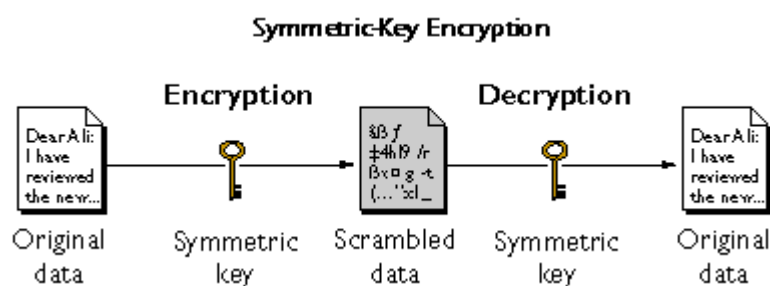 Symmetric-Key Encryption
Encryption
Decryption
Dear Ali:
I have
reviewed
the new...
Dear Ali:
I have
reviewed
the new...
Original
data
Symmetric
key
Scrambled
data
Symmetric
key
Original
data